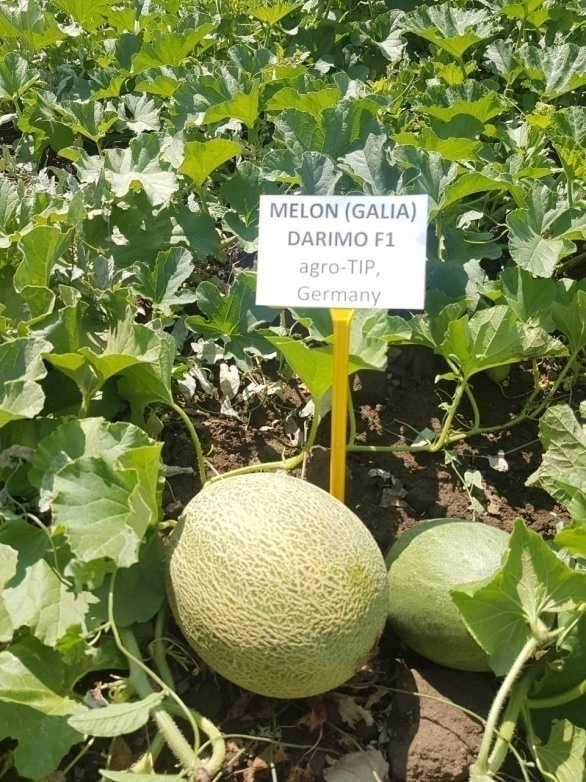 MELON (GALIA)
DARIMO F1
agro-TIP,
Germany